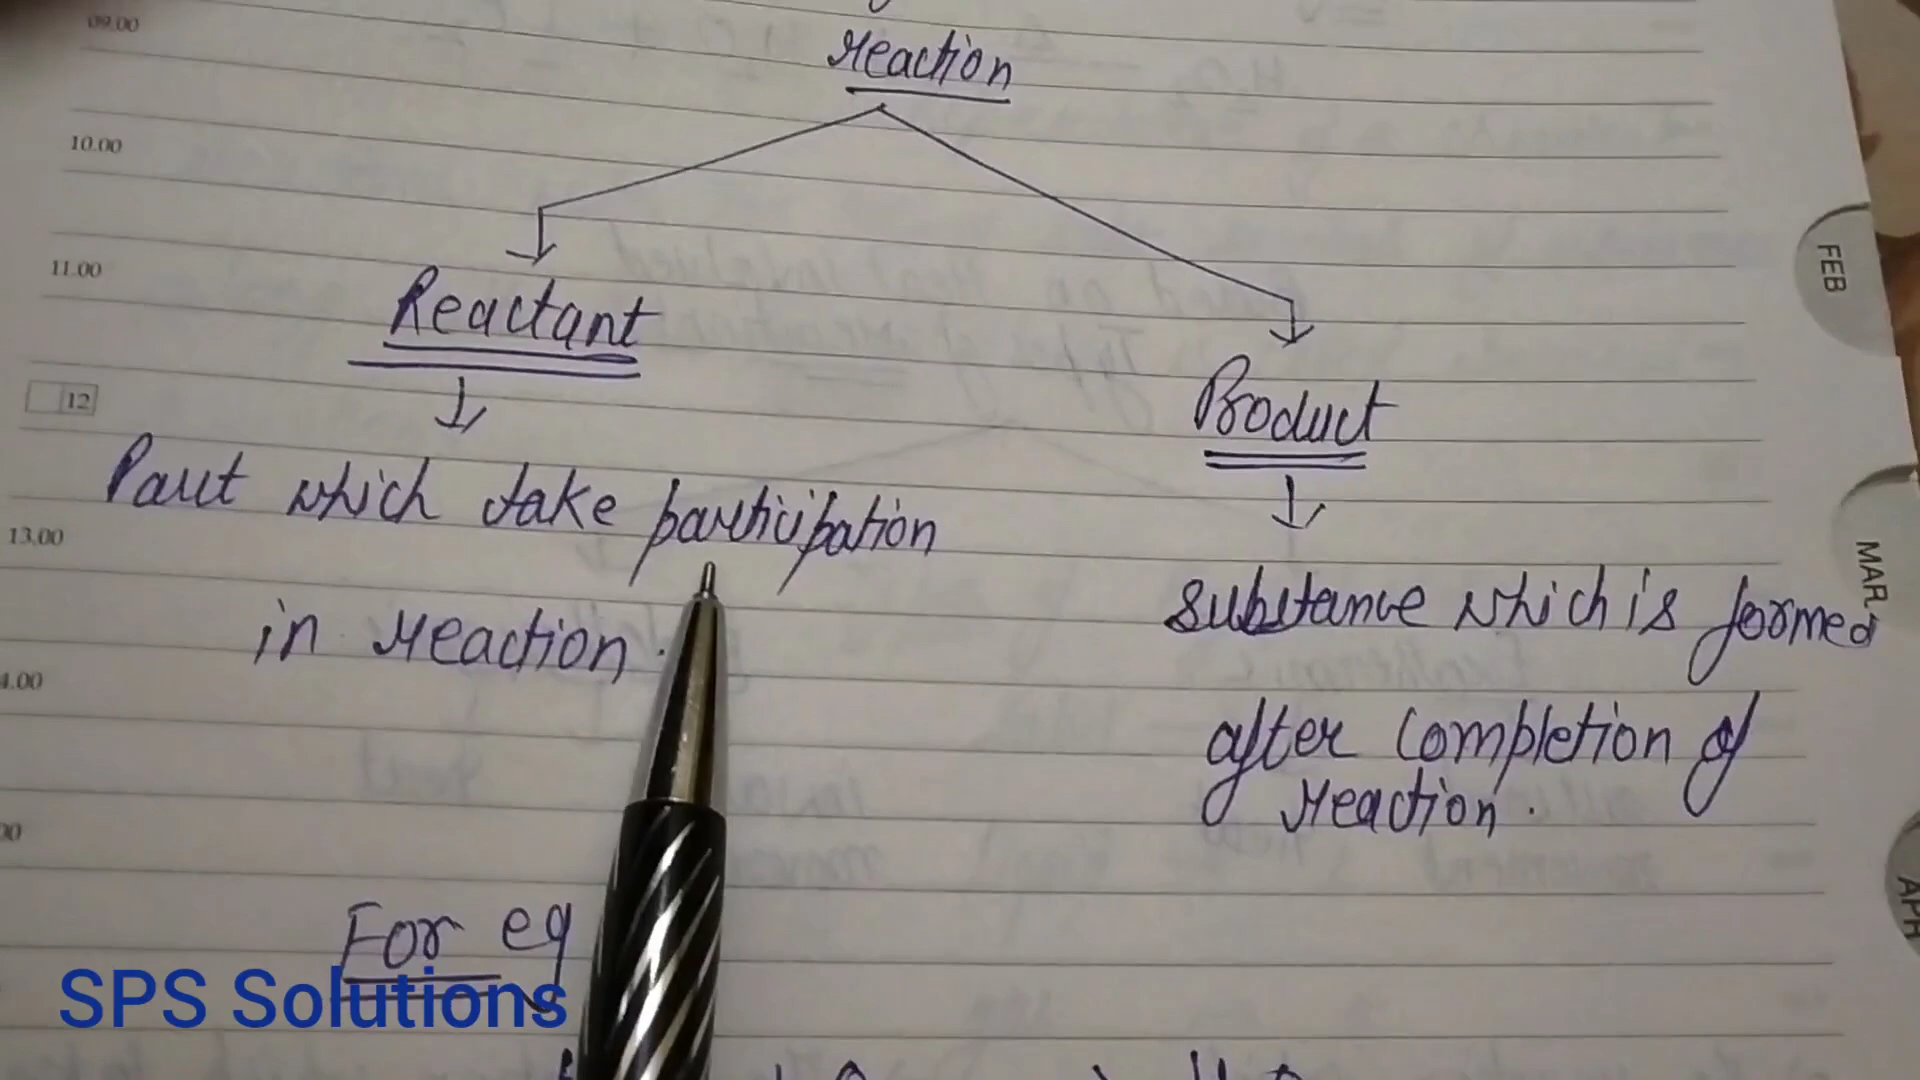 09.00
reaction
10.00
11.00
Reactant
Product
12
Part which take participation
in reaction.
13.00
substance which is formed
after completion of
reaction.
For eg
SPS Solutions
FEB
MAR
APR